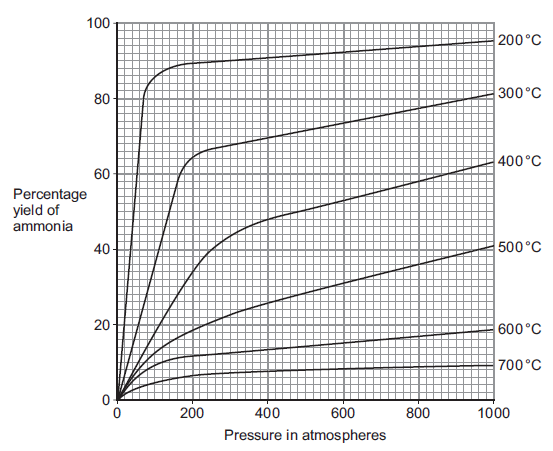 100
80
60
40
20
0
Percentage
yield of
ammonia
200°C
300°C
400°C
500°C
600°C
700°C
0 200 400 600 800 1000
Pressure in atmospheres